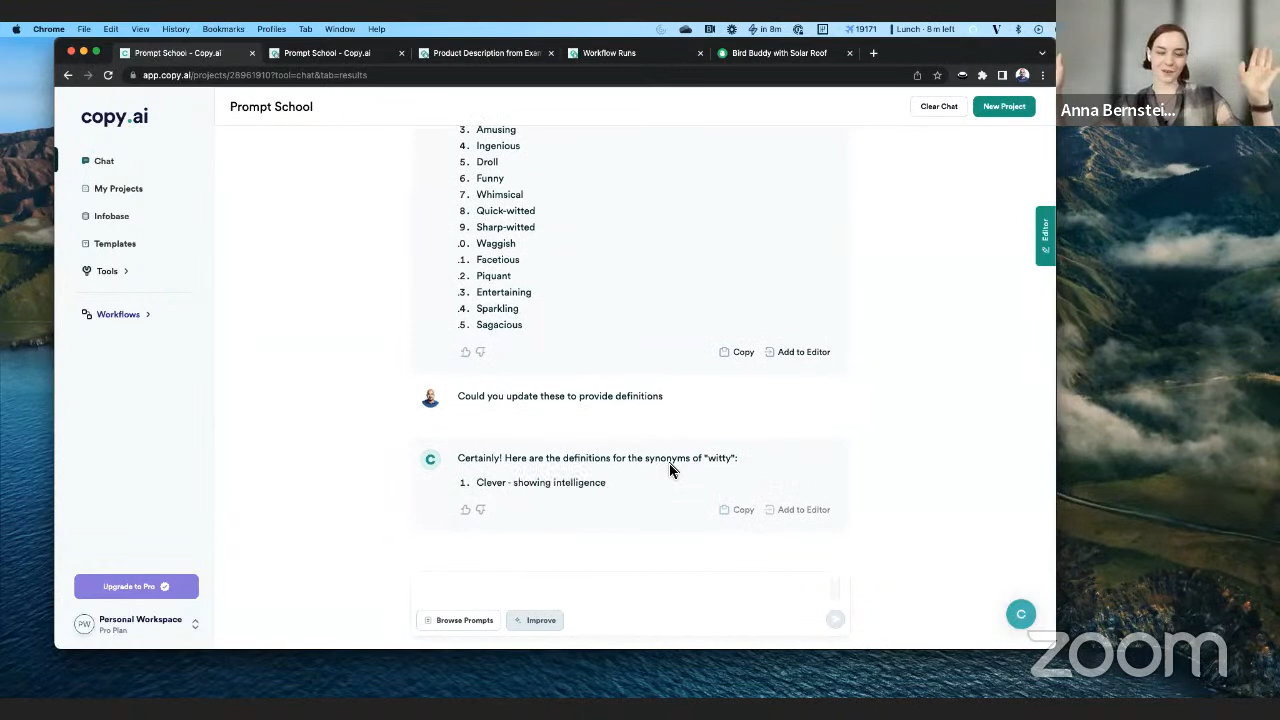 Chrome File Edit View History Bookmarks Profiles Tab Window Help in 8m 19171 Lunch · 8 m left
Prompt School - Copy.ai Prompt School - Copy.ai Product Description from Exan Workflow Runs Bird Buddy with Solar Roof
app.copy.ai/projects/28961910?tool=chat&tab=results
Anna Bernstei...
copy.ai
Prompt School
Clear Chat
New Project
Chat
My Projects
Infobase
Templates
Tools
Workflows
3. Amusing
4. Ingenious
5. Droll
6. Funny
7. Whimsical
8. Quick-witted
9. Sharp-witted
.0. Waggish
.1. Facetious
.2. Piquant
.3. Entertaining
.4. Sparkling
.5. Sagacious
Copy Add to Editor
Editor
Could you update these to provide definitions
C
Certainly! Here are the definitions for the synonyms of "witty":
1. Clever - showing intelligence
Copy Add to Editor
Browse Prompts Improve
Upgrade to Pro
PW
Personal Workspace
Pro Plan
C
zoom